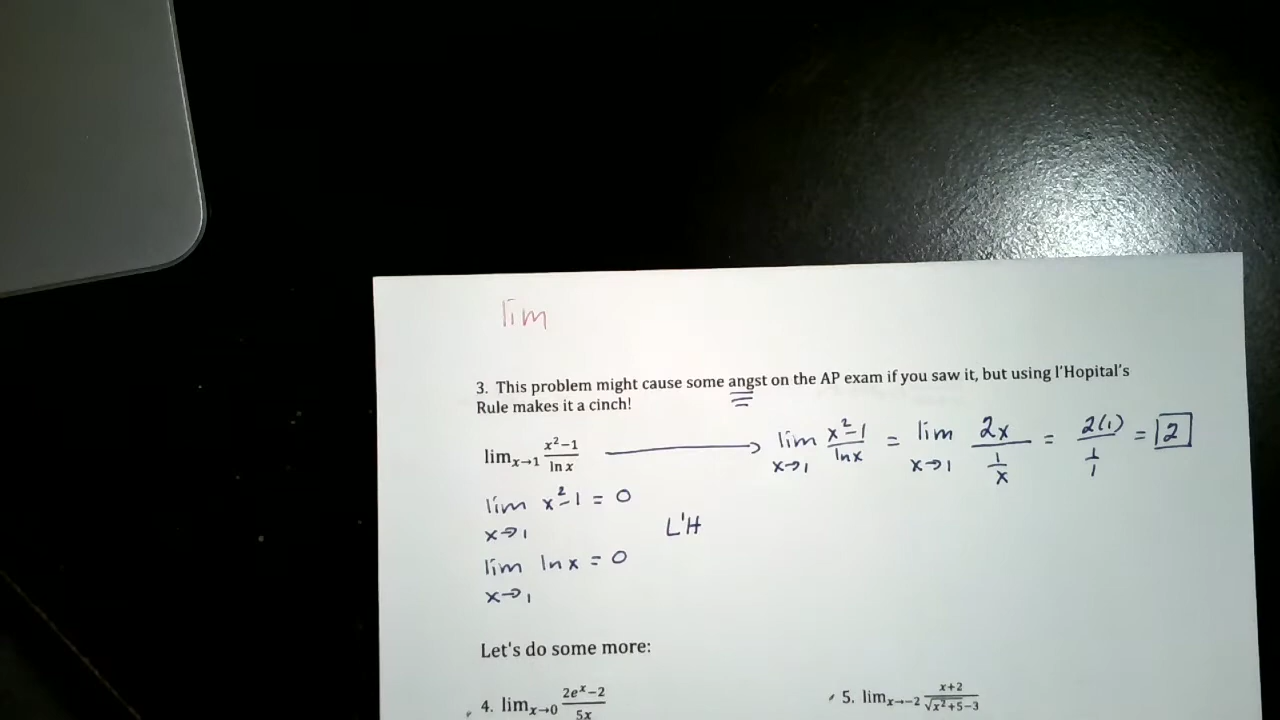 lim
3. This problem might cause some angst on the AP exam if you saw it, but using l'Hopital's
Rule makes it a cinch!
lim x→1 x²−1 / ln x → lim x→1 x²−1 / ln x = lim x→1 2x / 1/x = 2(1) / 1/1 = 2
lim x→1 x²−1 = 0
L'H
lim x→1 ln x = 0
Let's do some more:
4. lim x→0 2eˣ−2 / 5x
5. lim x→−2 x+2 / √x²+5−3